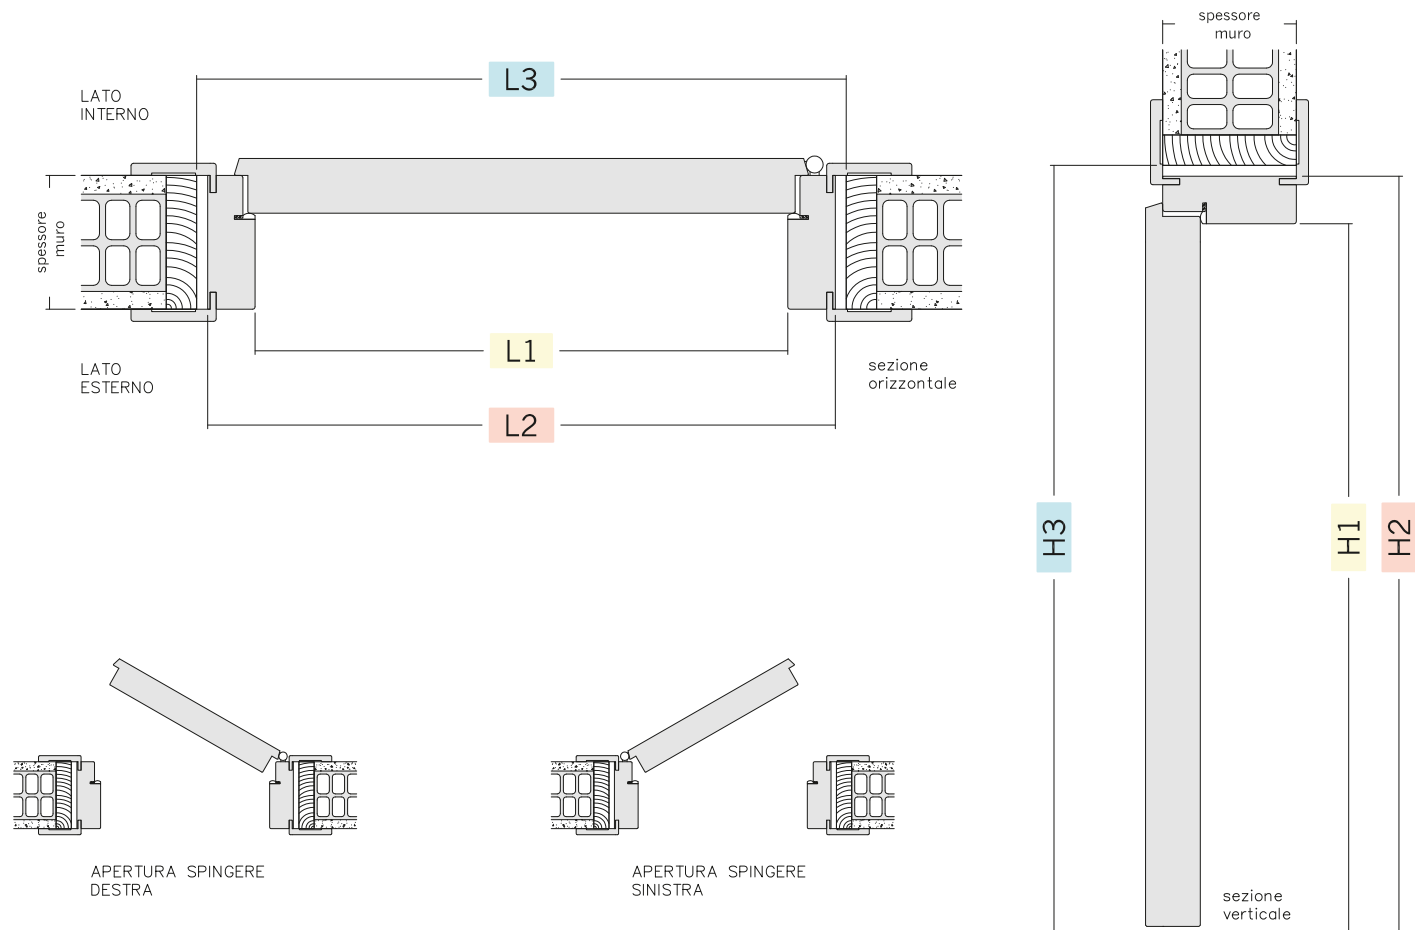 spessore
muro
L3
LATO
INTERNO
spessore
muro
L1
LATO
ESTERNO
sezione
orizzontale
L2
H3
H1
H2
APERTURA SPINGERE
DESTRA
APERTURA SPINGERE
SINISTRA
sezione
verticale